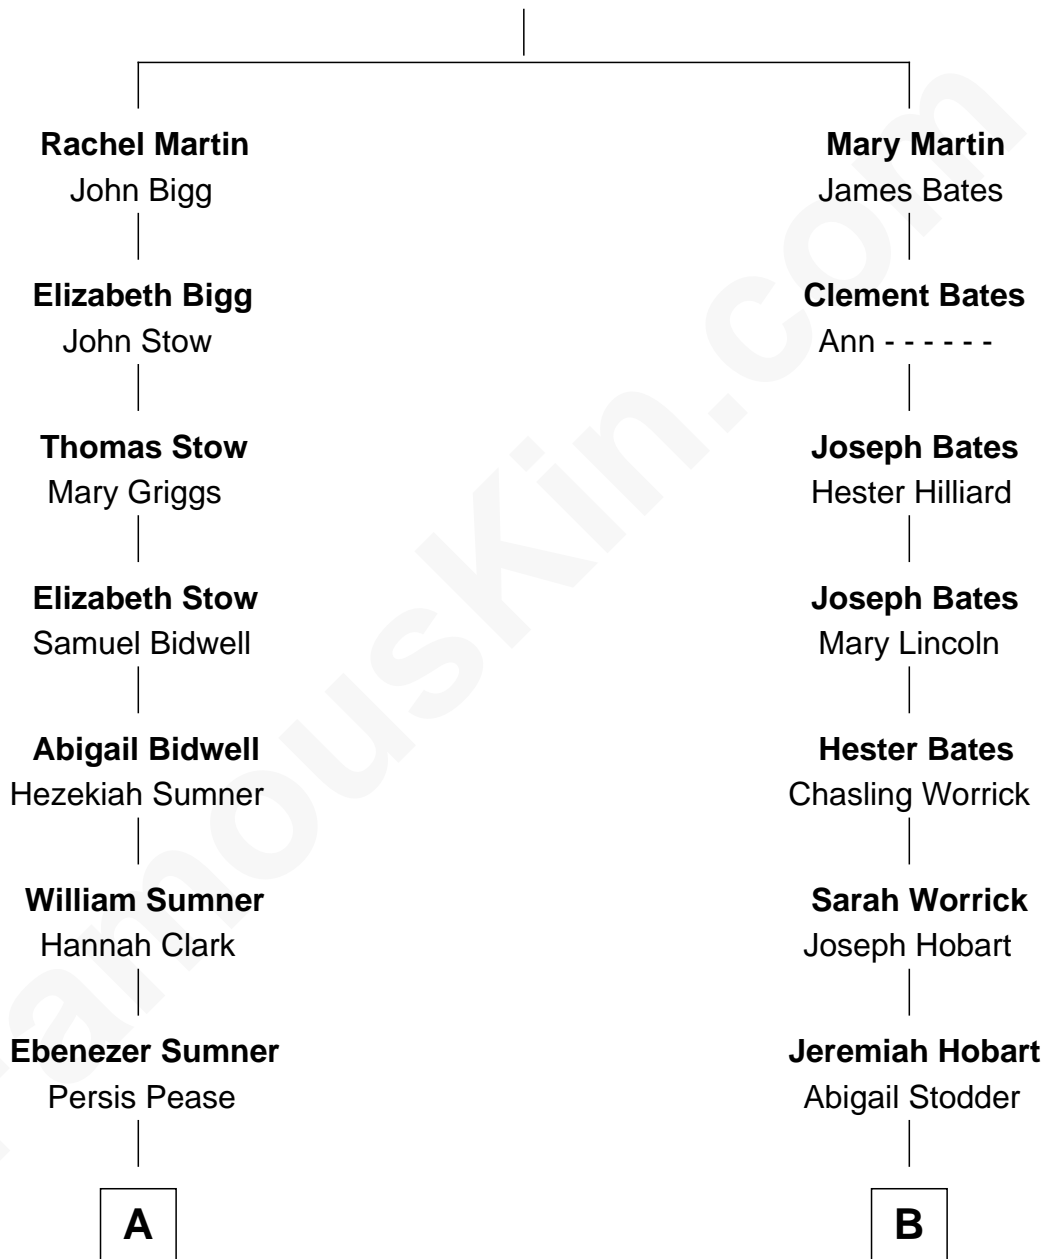 Rachel Martin
John Bigg
Mary Martin
James Bates
Elizabeth Bigg
John Stow
Clement Bates
Ann - - - - - -
Thomas Stow
Mary Griggs
Joseph Bates
Hester Hilliard
Elizabeth Stow
Samuel Bidwell
Joseph Bates
Mary Lincoln
Abigail Bidwell
Hezekiah Sumner
Hester Bates
Chasling Worrick
William Sumner
Hannah Clark
Sarah Worrick
Joseph Hobart
Ebenezer Sumner
Persis Pease
Jeremiah Hobart
Abigail Stodder
A
B
FamousKin.com